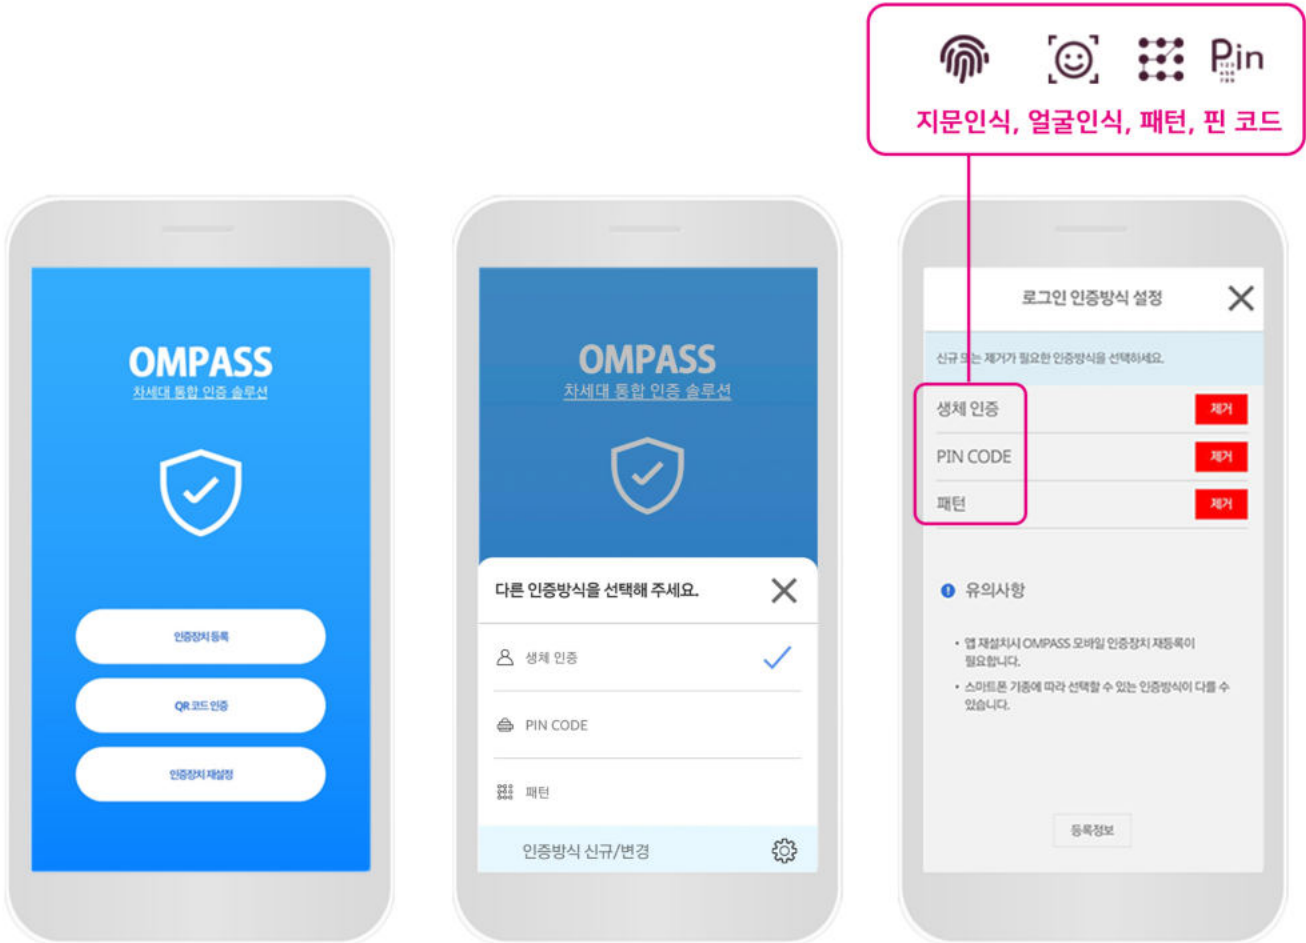 Pin
지문인식, 얼굴인식, 패턴, 핀 코드
OMPASS
차세대 통합 인증 솔루션
인증장치 등록
QR 코드 인증
인증장치 재설정
OMPASS
차세대 통합 인증 솔루션
다른 인증방식을 선택해 주세요.
생체 인증
PIN CODE
패턴
인증방식 신규/변경
로그인 인증방식 설정
신규 또는 제거가 필요한 인증방식을 선택하세요.
생체 인증 제거
PIN CODE 제거
패턴 제거
유의사항
• 앱 재설치시 OMPASS 모바일 인증장치 재등록이
필요합니다.
• 스마트폰 기종에 따라 선택할 수 있는 인증방식이 다를 수
있습니다.
등록정보